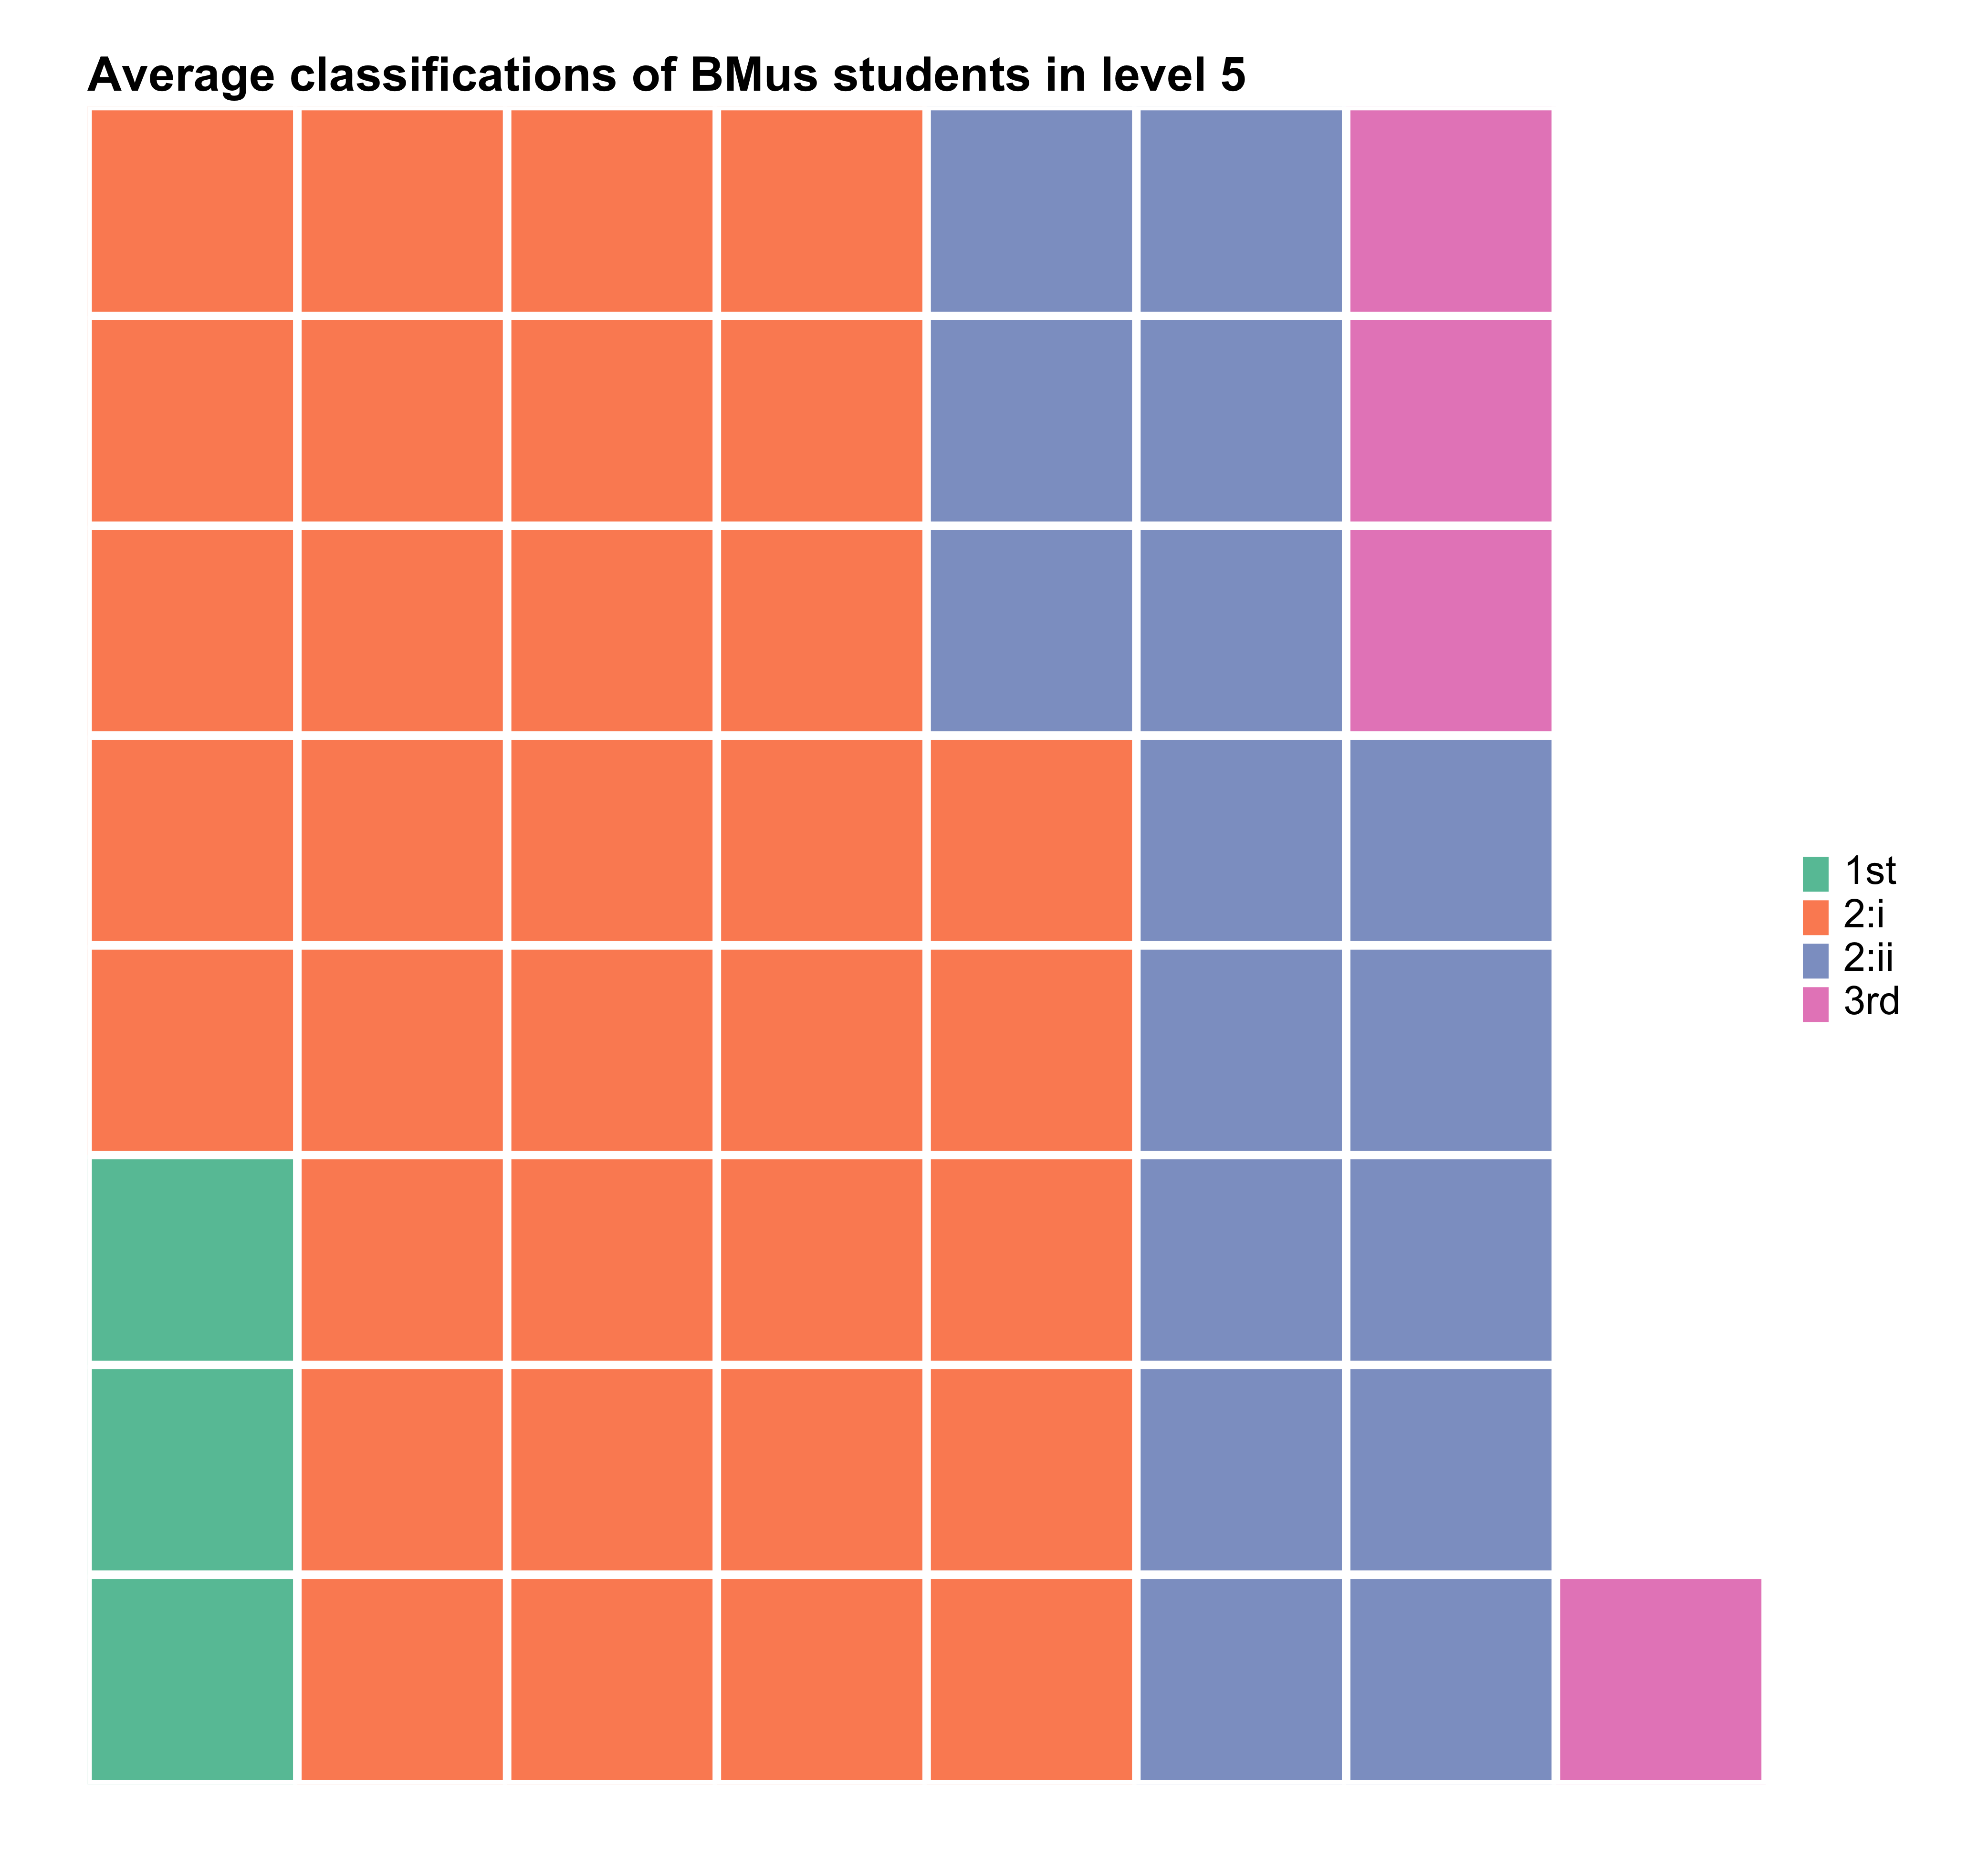 Average classifications of BMus students in level 5
1st
2:i
2:ii
3rd